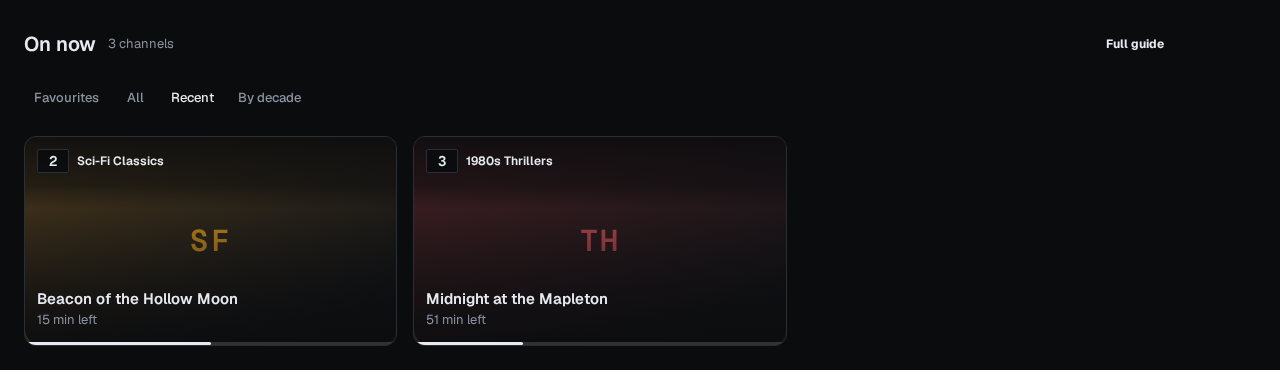 On now 3 channels Full guide
Favourites All Recent By decade
2 Sci-Fi Classics
SF
Beacon of the Hollow Moon
15 min left
3 1980s Thrillers
TH
Midnight at the Mapleton
51 min left